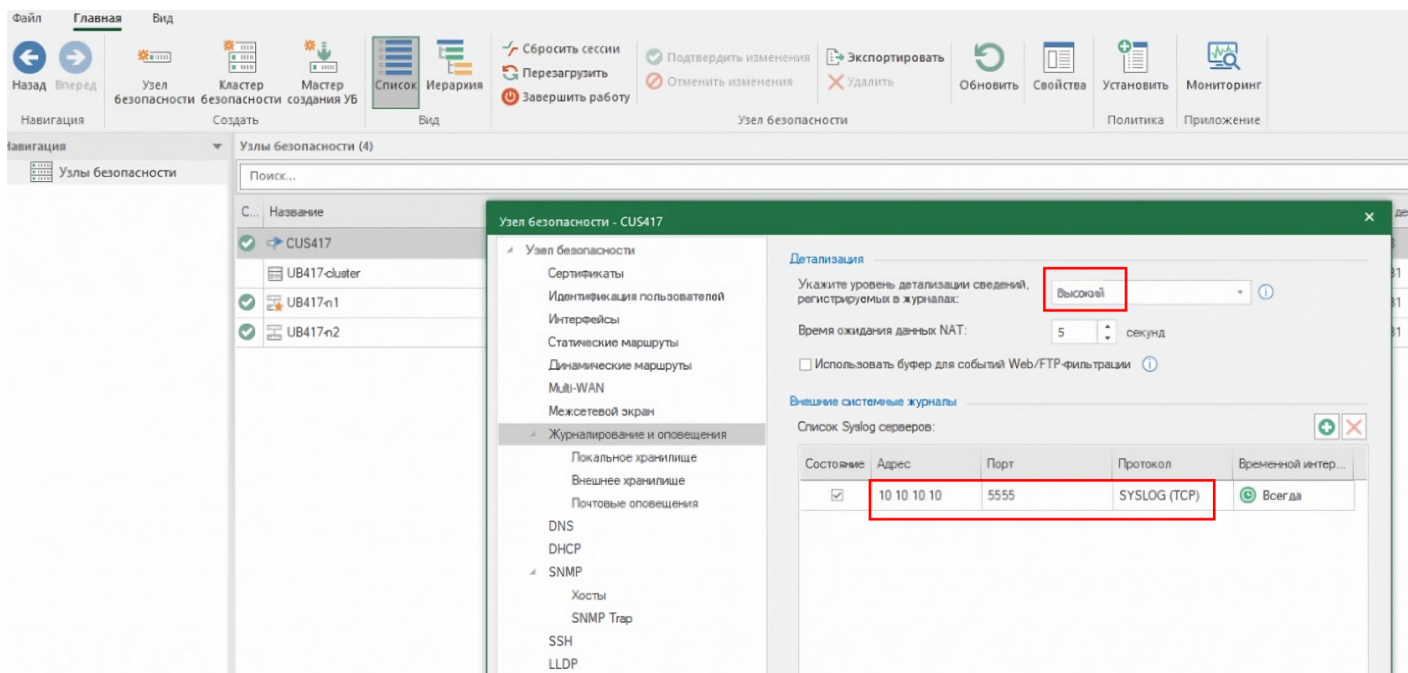 Файл Главная Вид
Назад Вперед
Узел безопасности
Кластер безопасности
Мастер создания УБ
Список Иерархия
Сбросить сессии
Перезагрузить
Завершить работу
Подтвердить изменения
Отменить изменения
Экспортировать
Удалить
Обновить Свойства Установить Мониторинг
Навигация Создать Вид Узел безопасности Политика Приложение
Навигация
Узлы безопасности (4)
Узлы безопасности
Поиск...
С... Название
CUS417
UB417-cluster
UB417-n1
UB417-n2
Узел безопасности - CUS417
Узел безопасности
Сертификаты
Идентификация пользователей
Интерфейсы
Статические маршруты
Динамические маршруты
Multi-WAN
Межсетевой экран
Журналирование и оповещения
Локальное хранилище
Внешнее хранилище
Почтовые оповещения
DNS
DHCP
SNMP
Хосты
SNMP Trap
SSH
LLDP
Детализация
Укажите уровень детализации сведений,
регистрируемых в журналах:
Высокий
Время ожидания данных NAT:
5 секунд
Использовать буфер для событий Web/FTP-фильтрации
Внешние системные журналы
Список Syslog серверов:
Состояние Адрес Порт Протокол Временной интер...
10.10.10.10 5555 SYSLOG (TCP) Всегда